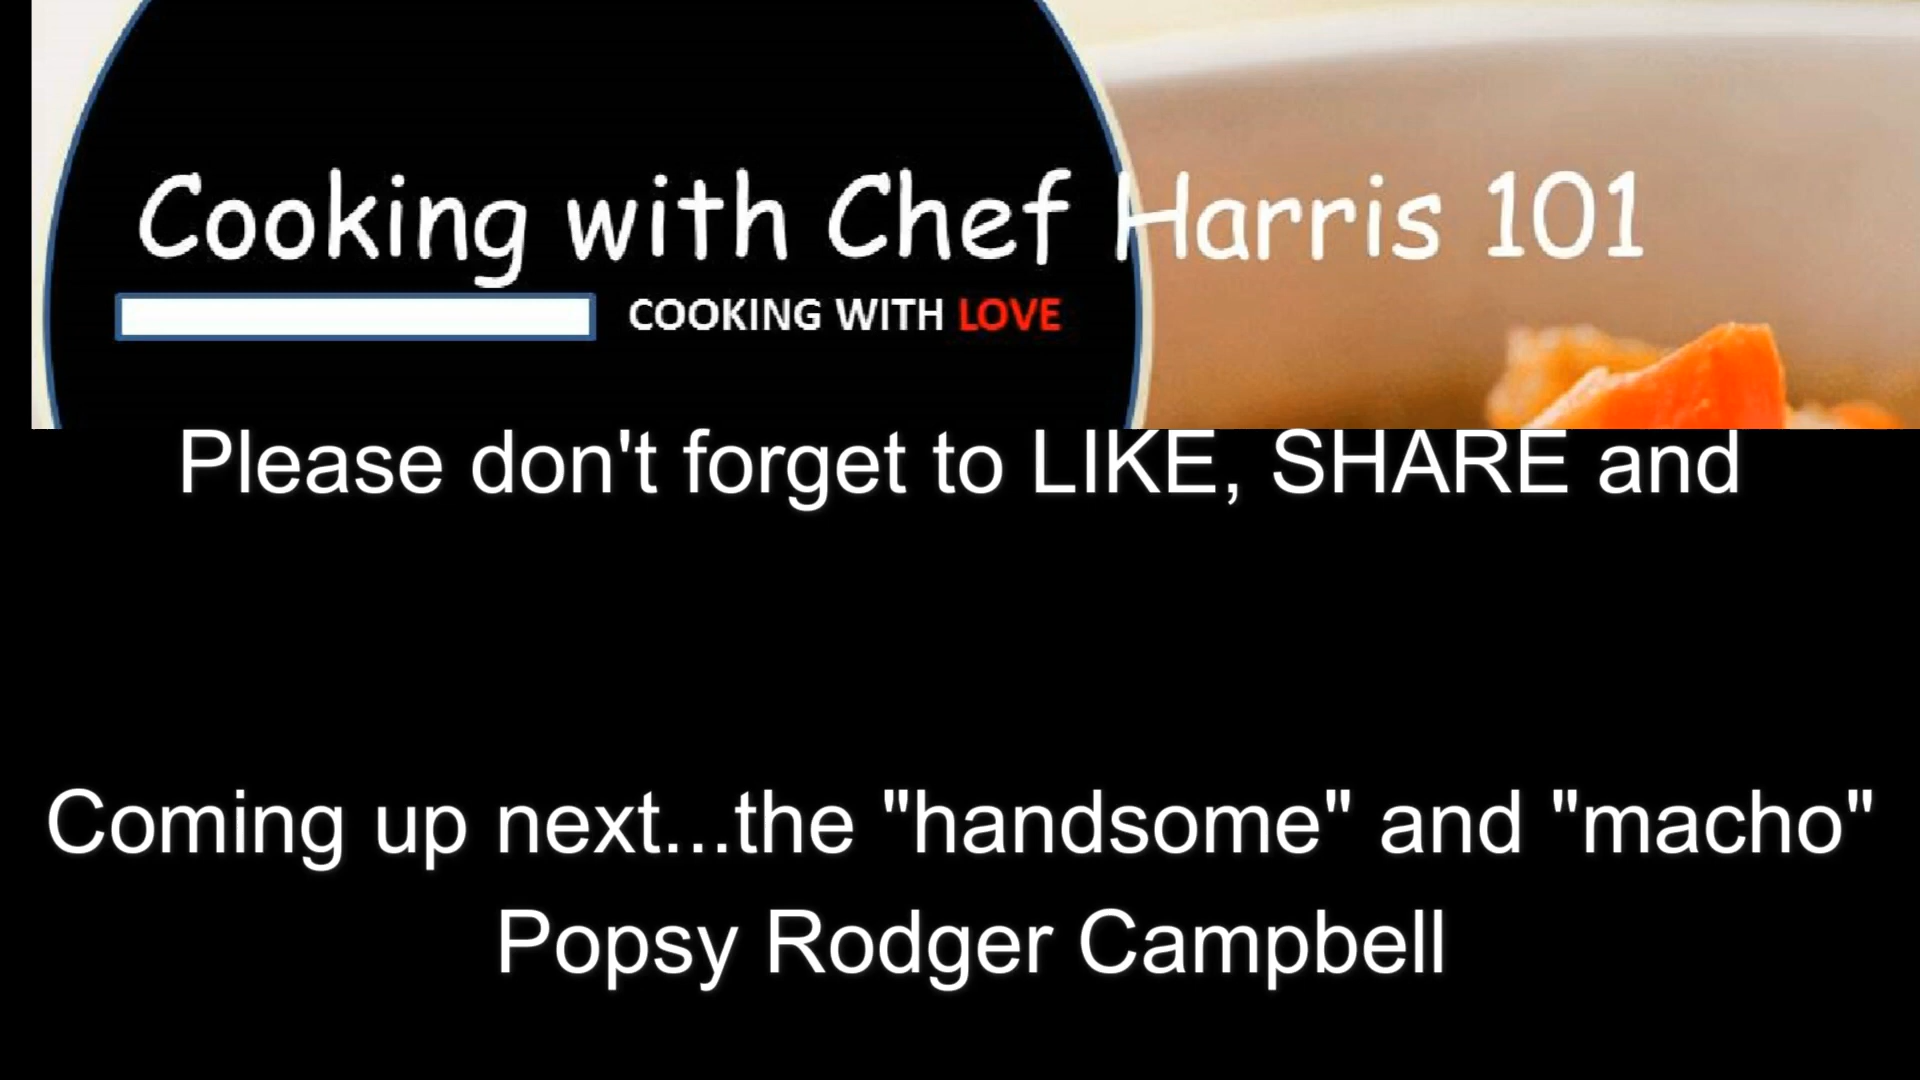 Cooking with Chef Harris 101
COOKING WITH LOVE
Please don't forget to LIKE, SHARE and
Coming up next...the "handsome" and "macho"
Popsy Rodger Campbell